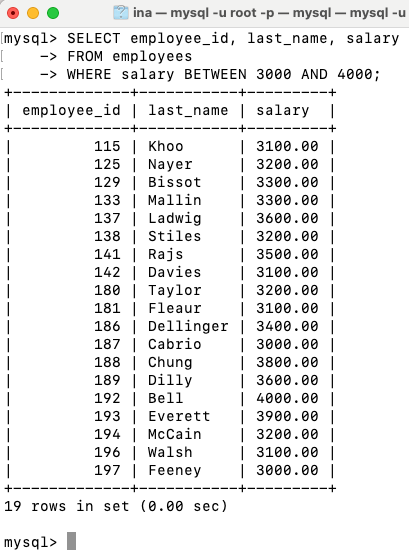 ina — mysql -u root -p — mysql — mysql -u
mysql> SELECT employee_id, last_name, salary
    -> FROM employees
    -> WHERE salary BETWEEN 3000 AND 4000;
+-------------+-----------+---------+
| employee_id | last_name | salary  |
+-------------+-----------+---------+
|         115 | Khoo      | 3100.00 |
|         125 | Nayer     | 3200.00 |
|         129 | Bissot    | 3300.00 |
|         133 | Mallin    | 3300.00 |
|         137 | Ladwig    | 3600.00 |
|         138 | Stiles    | 3200.00 |
|         141 | Rajs      | 3500.00 |
|         142 | Davies    | 3100.00 |
|         180 | Taylor    | 3200.00 |
|         181 | Fleaur    | 3100.00 |
|         186 | Dellinger | 3400.00 |
|         187 | Cabrio    | 3000.00 |
|         188 | Chung     | 3800.00 |
|         189 | Dilly     | 3600.00 |
|         192 | Bell      | 4000.00 |
|         193 | Everett   | 3900.00 |
|         194 | McCain    | 3200.00 |
|         196 | Walsh     | 3100.00 |
|         197 | Feeney    | 3000.00 |
+-------------+-----------+---------+
19 rows in set (0.00 sec)
mysql>